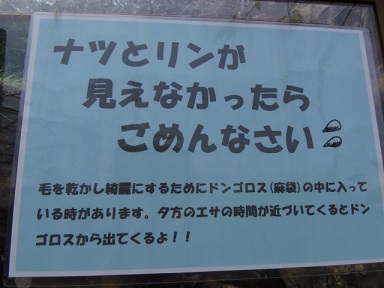 ナツとリンが
見えなかったら
ごめんなさい
毛を乾かし綺麗にするためにドンゴロス(麻袋)の中に入って
いる時があります。夕方のエサの時間が近づいてくるとドン
ゴロスから出てくるよ！！